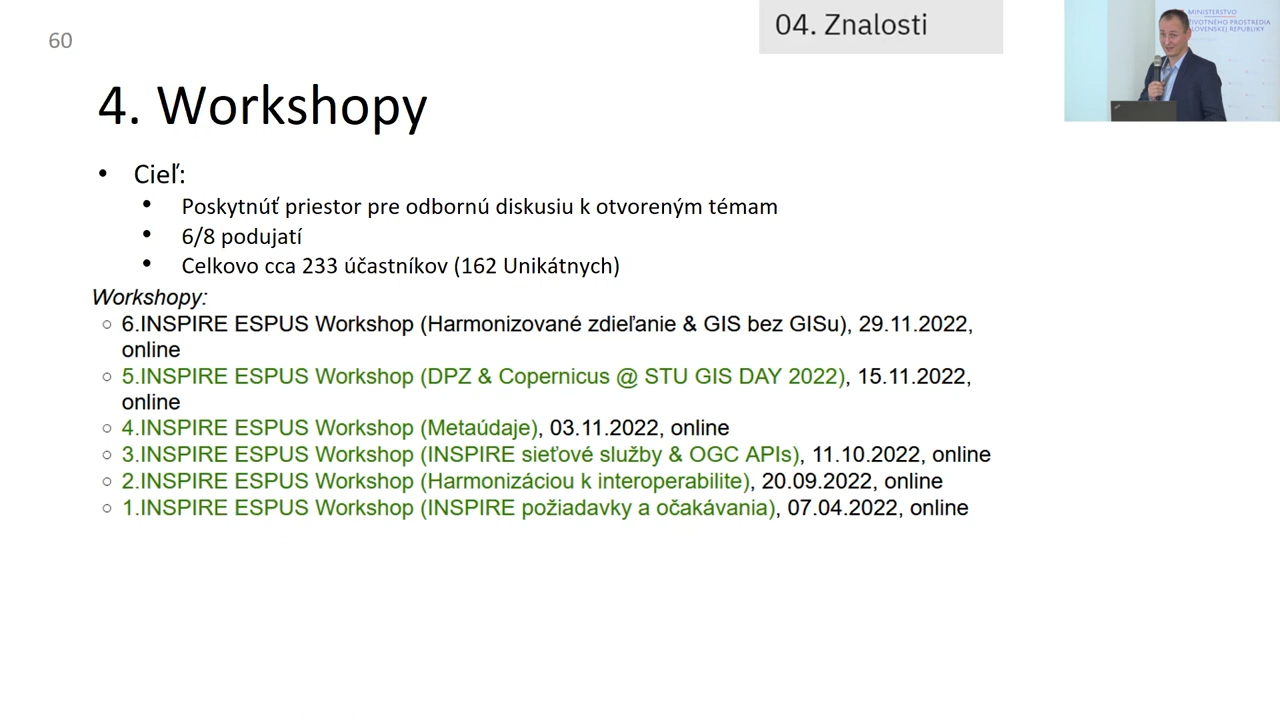 60
04. Znalosti
MINISTERSTVO
ŽIVOTNÉHO PROSTREDIA
SLOVENSKEJ REPUBLIKY
4. Workshopy
• Cieľ:
• Poskytnúť priestor pre odbornú diskusiu k otvoreným témam
• 6/8 podujatí
• Celkovo cca 233 účastníkov (162 Unikátnych)
Workshopy:
○ 6.INSPIRE ESPUS Workshop (Harmonizované zdieľanie & GIS bez GISu), 29.11.2022,
online
○ 5.INSPIRE ESPUS Workshop (DPZ & Copernicus @ STU GIS DAY 2022), 15.11.2022,
online
○ 4.INSPIRE ESPUS Workshop (Metaúdaje), 03.11.2022, online
○ 3.INSPIRE ESPUS Workshop (INSPIRE sieťové služby & OGC APIs), 11.10.2022, online
○ 2.INSPIRE ESPUS Workshop (Harmonizáciou k interoperabilite), 20.09.2022, online
○ 1.INSPIRE ESPUS Workshop (INSPIRE požiadavky a očakávania), 07.04.2022, online